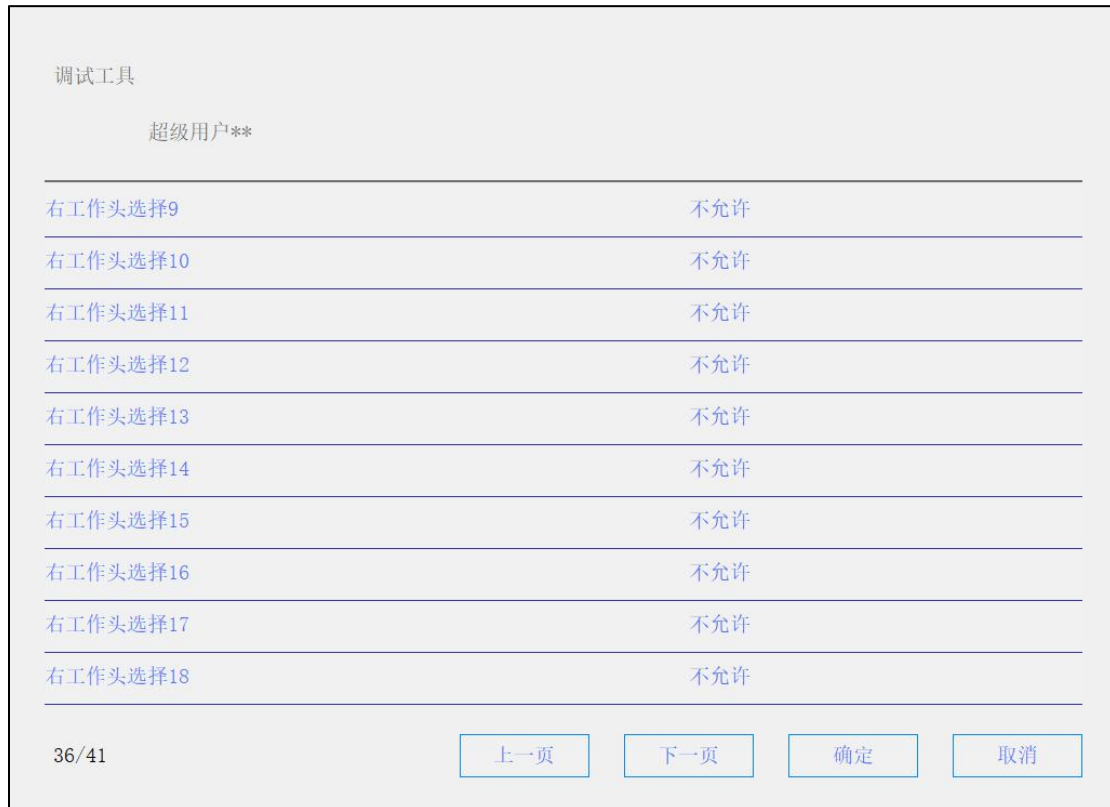 调试工具
超级用户**
右工作头选择9 不允许
右工作头选择10 不允许
右工作头选择11 不允许
右工作头选择12 不允许
右工作头选择13 不允许
右工作头选择14 不允许
右工作头选择15 不允许
右工作头选择16 不允许
右工作头选择17 不允许
右工作头选择18 不允许
36/41 上一页 下一页 确定 取消